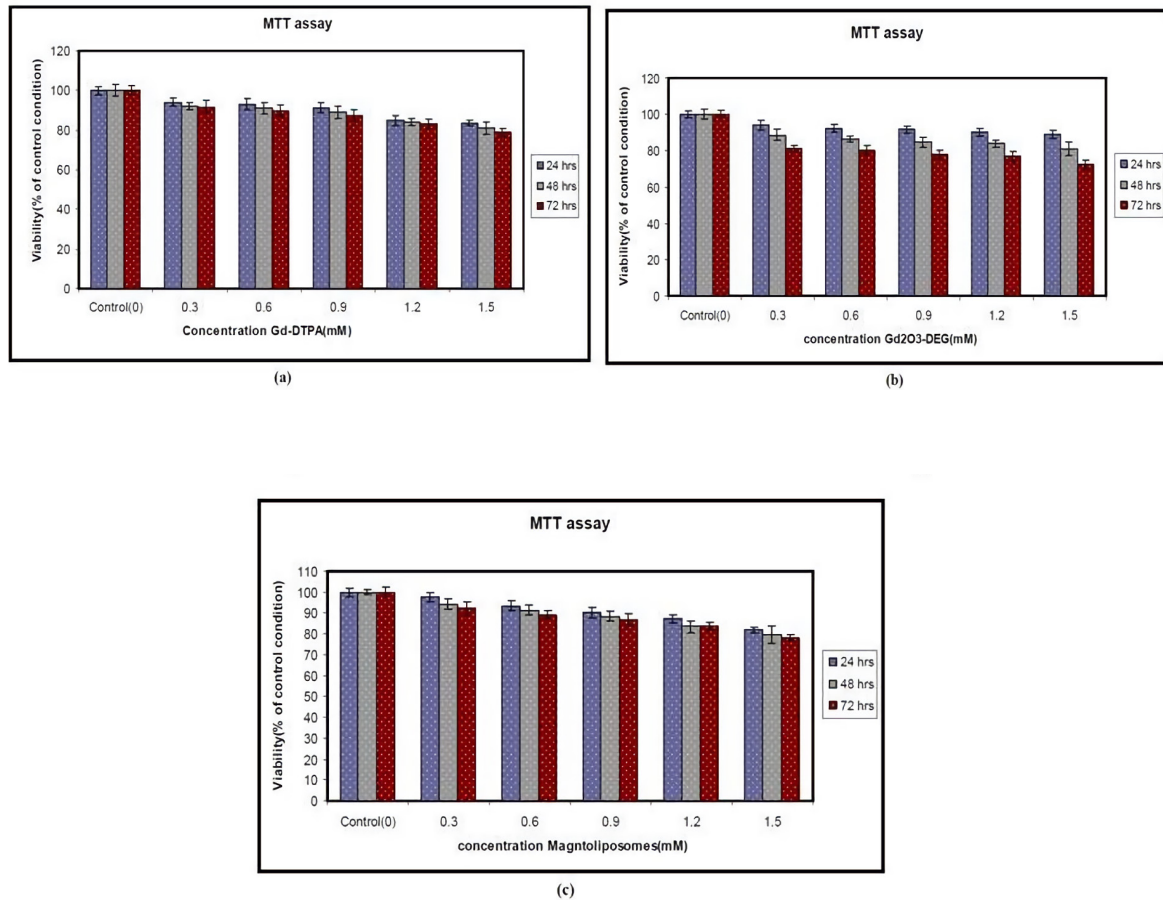 MTT assay
Viability(% of control condition)
120
100
80
60
40
20
0
Control(0) 0.3 0.6 0.9 1.2 1.5
Concentration Gd-DTPA(mM)
24 hrs
48 hrs
72 hrs
(a)
MTT assay
Viability(% of control condition)
120
100
80
60
40
20
0
Control(0) 0.3 0.6 0.9 1.2 1.5
concentration Gd2O3-DEG(mM)
24 hrs
48 hrs
72 hrs
(b)
MTT assay
Viability(% of control condition)
110
100
90
80
70
60
50
40
30
20
10
0
Control(0) 0.3 0.6 0.9 1.2 1.5
concentration Magntoliposomes(mM)
24 hrs
48 hrs
72 hrs
(c)